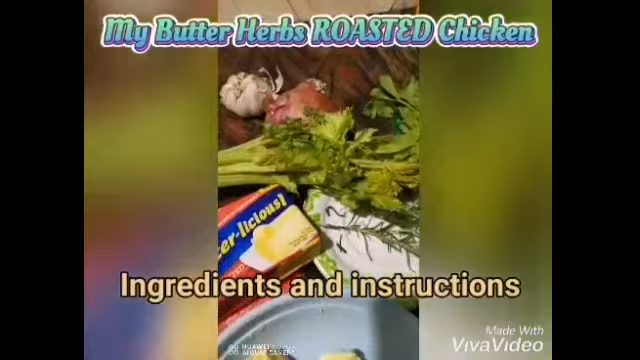 My Butter Herbs ROASTED Chicken
er-licious!
Ingredients and instructions
Made With
VivaVideo